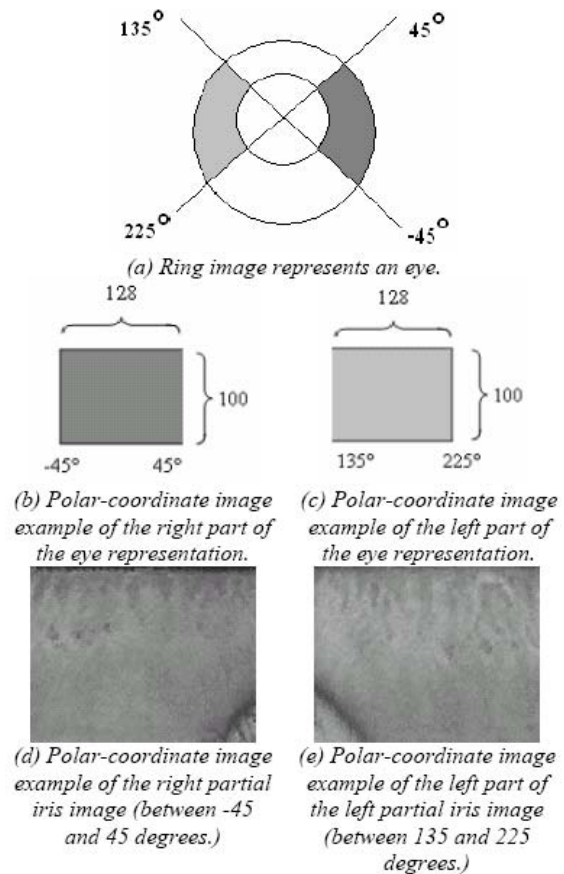 135° 45°
225° -45°
(a) Ring image represents an eye.
128 128
100 100
-45° 45° 135° 225°
(b) Polar-coordinate image
example of the right part of
the eye representation.
(c) Polar-coordinate image
example of the left part of
the eye representation.
(d) Polar-coordinate image
example of the right partial
iris image (between -45
and 45 degrees.)
(e) Polar-coordinate image
example of the left part of
the left partial iris image
(between 135 and 225
degrees.)